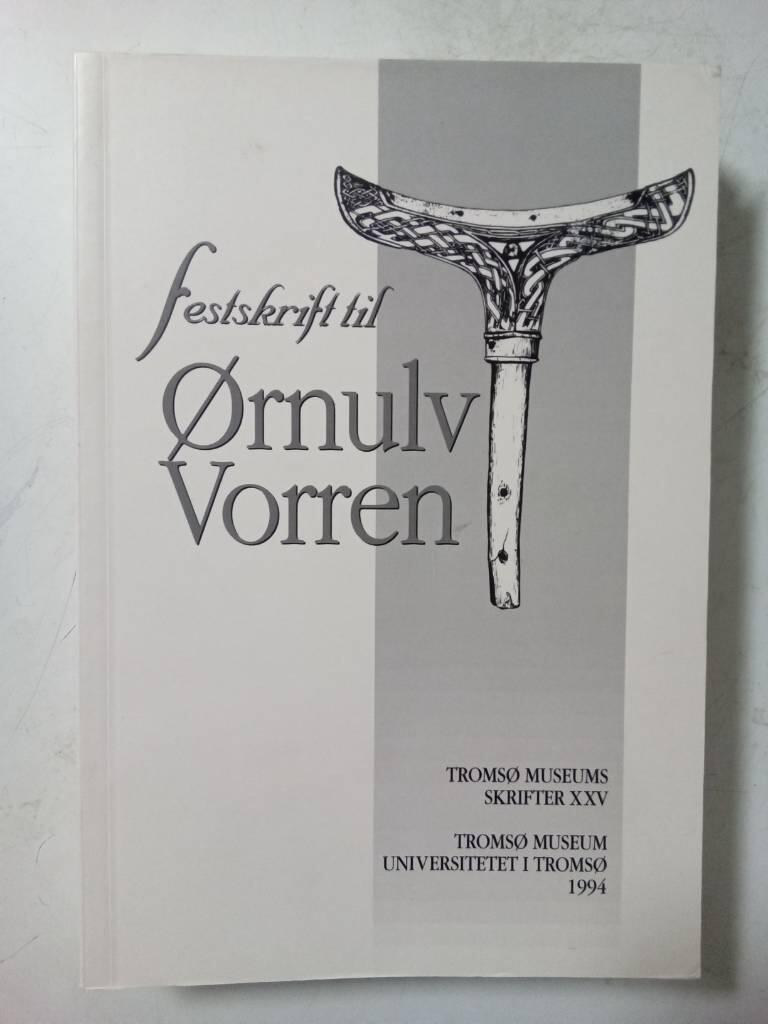 festskrift til
Ørnulv
Vorren
TROMSØ MUSEUMS
SKRIFTER XXV
TROMSØ MUSEUM
UNIVERSITETET I TROMSØ
1994